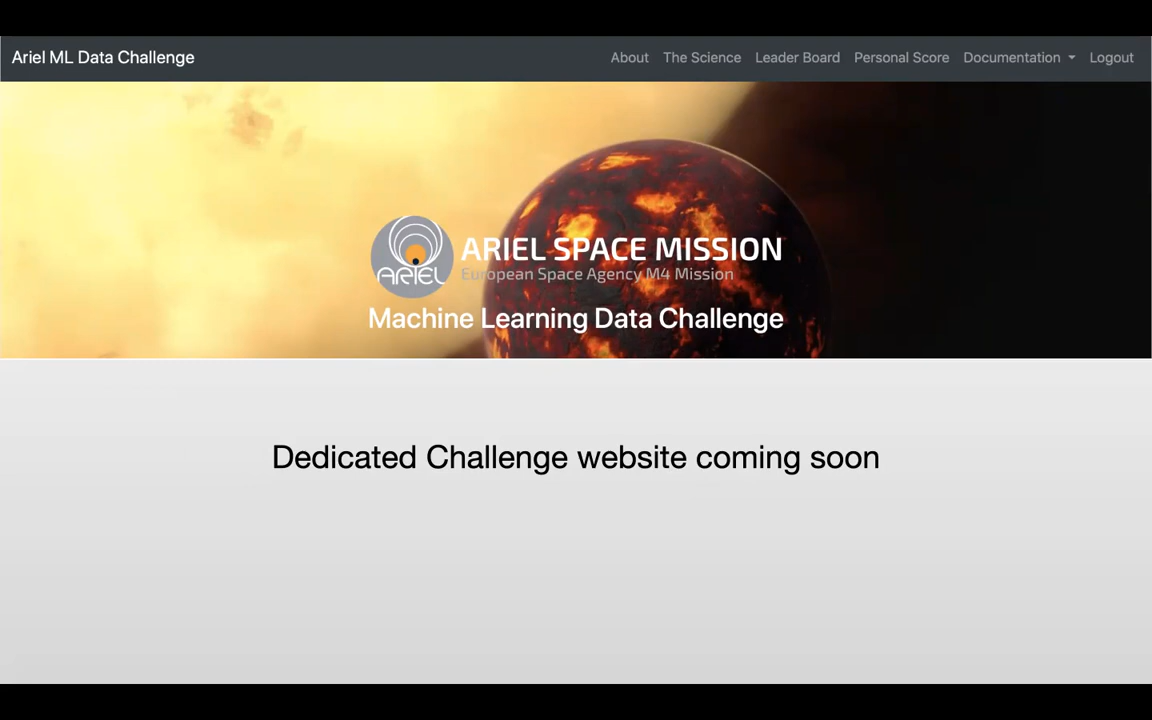 Ariel ML Data Challenge
About The Science Leader Board Personal Score Documentation Logout
ARIEL SPACE MISSION
ARIEL
European Space Agency M4 Mission
Machine Learning Data Challenge
Dedicated Challenge website coming soon